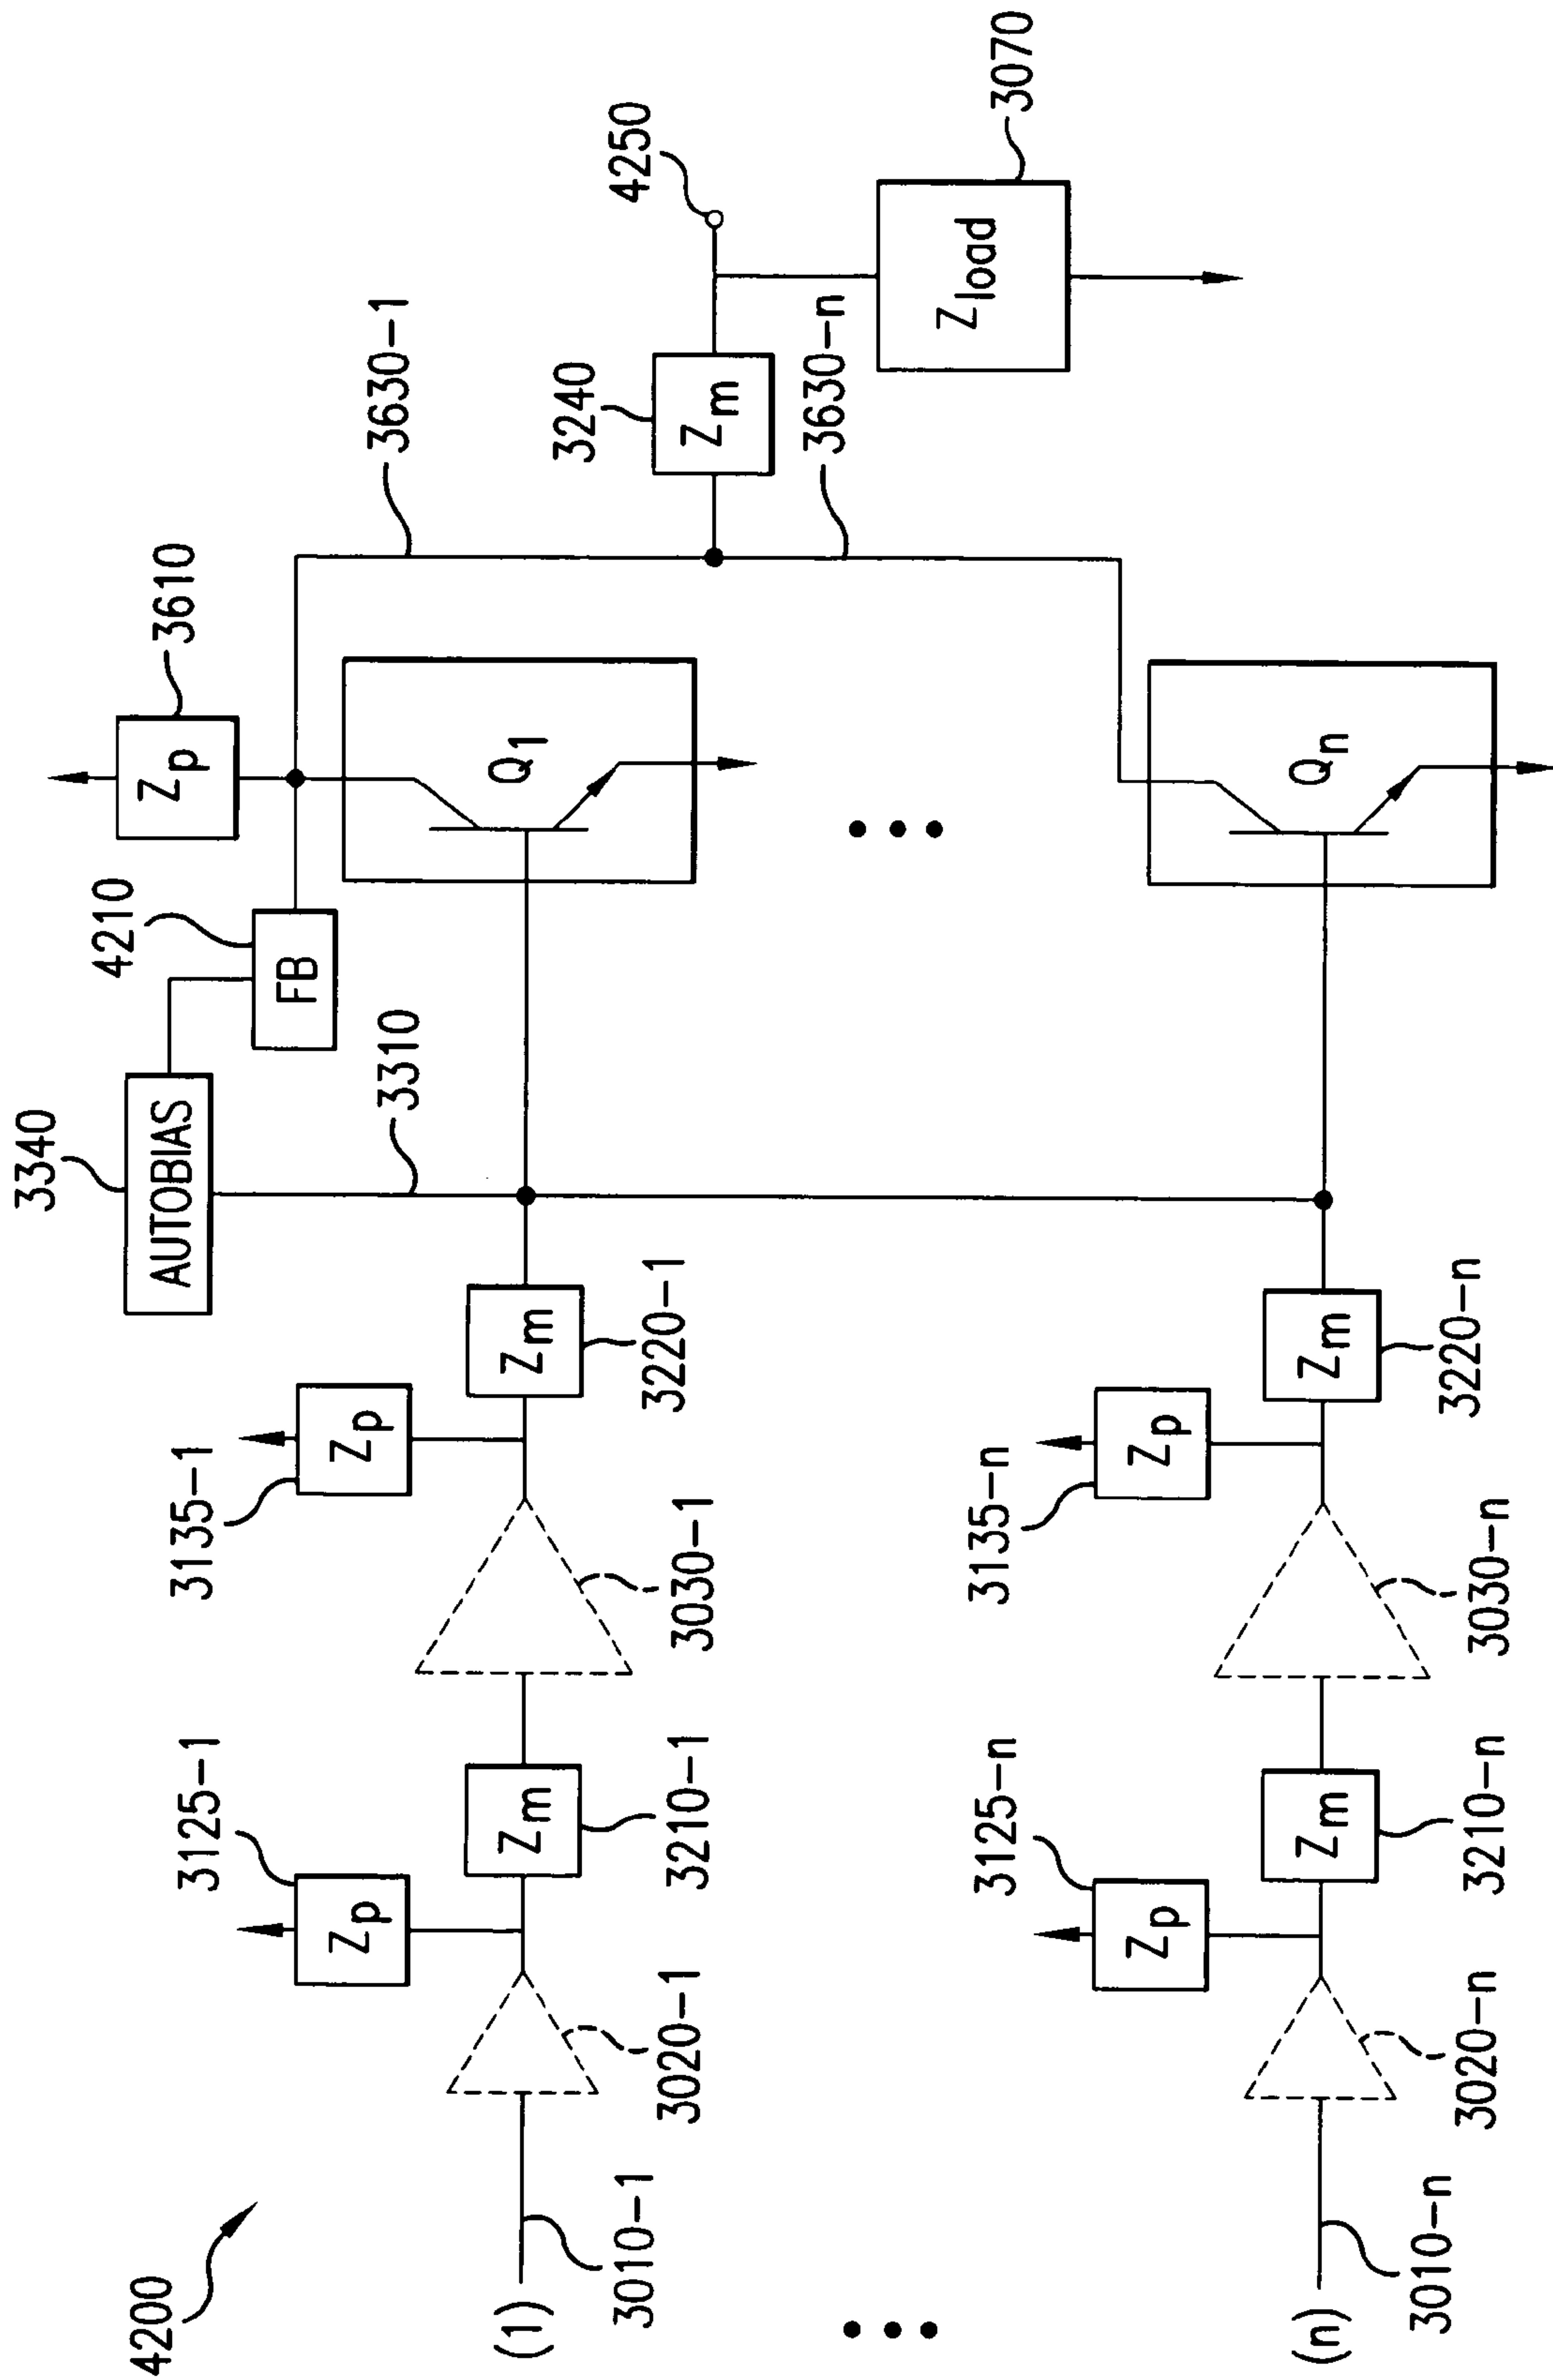 4200
3340
AUTOBIAS
4210
FB
3610
Zp
3310
3630-1
(1)
3010-1
3020-1
3125-1
Zp
3210-1
Zm
3030-1
3135-1
Zp
3220-1
Zm
Q1
3240
Zm
4250
3630-n
Zload
3070
(n)
3010-n
3020-n
3125-n
Zp
3210-n
Zm
3030-n
3135-n
Zp
3220-n
Zm
Qn